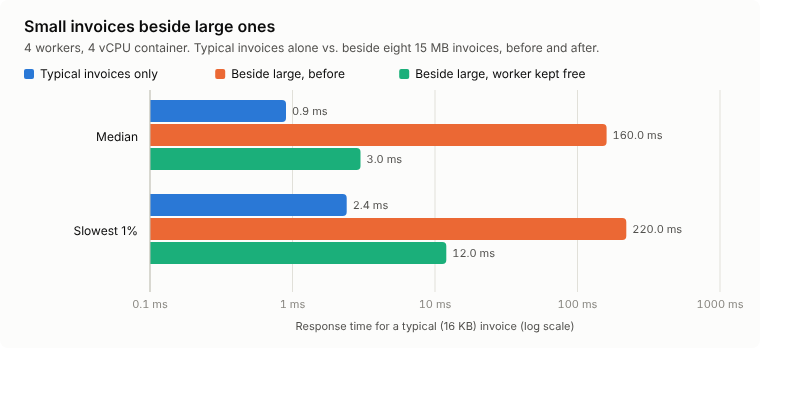 Small invoices beside large ones
4 workers, 4 vCPU container. Typical invoices alone vs. beside eight 15 MB invoices, before and after.
Typical invoices only
Beside large, before
Beside large, worker kept free
Median
0.9 ms
160.0 ms
3.0 ms
Slowest 1%
2.4 ms
220.0 ms
12.0 ms
0.1 ms
1 ms
10 ms
100 ms
1000 ms
Response time for a typical (16 KB) invoice (log scale)